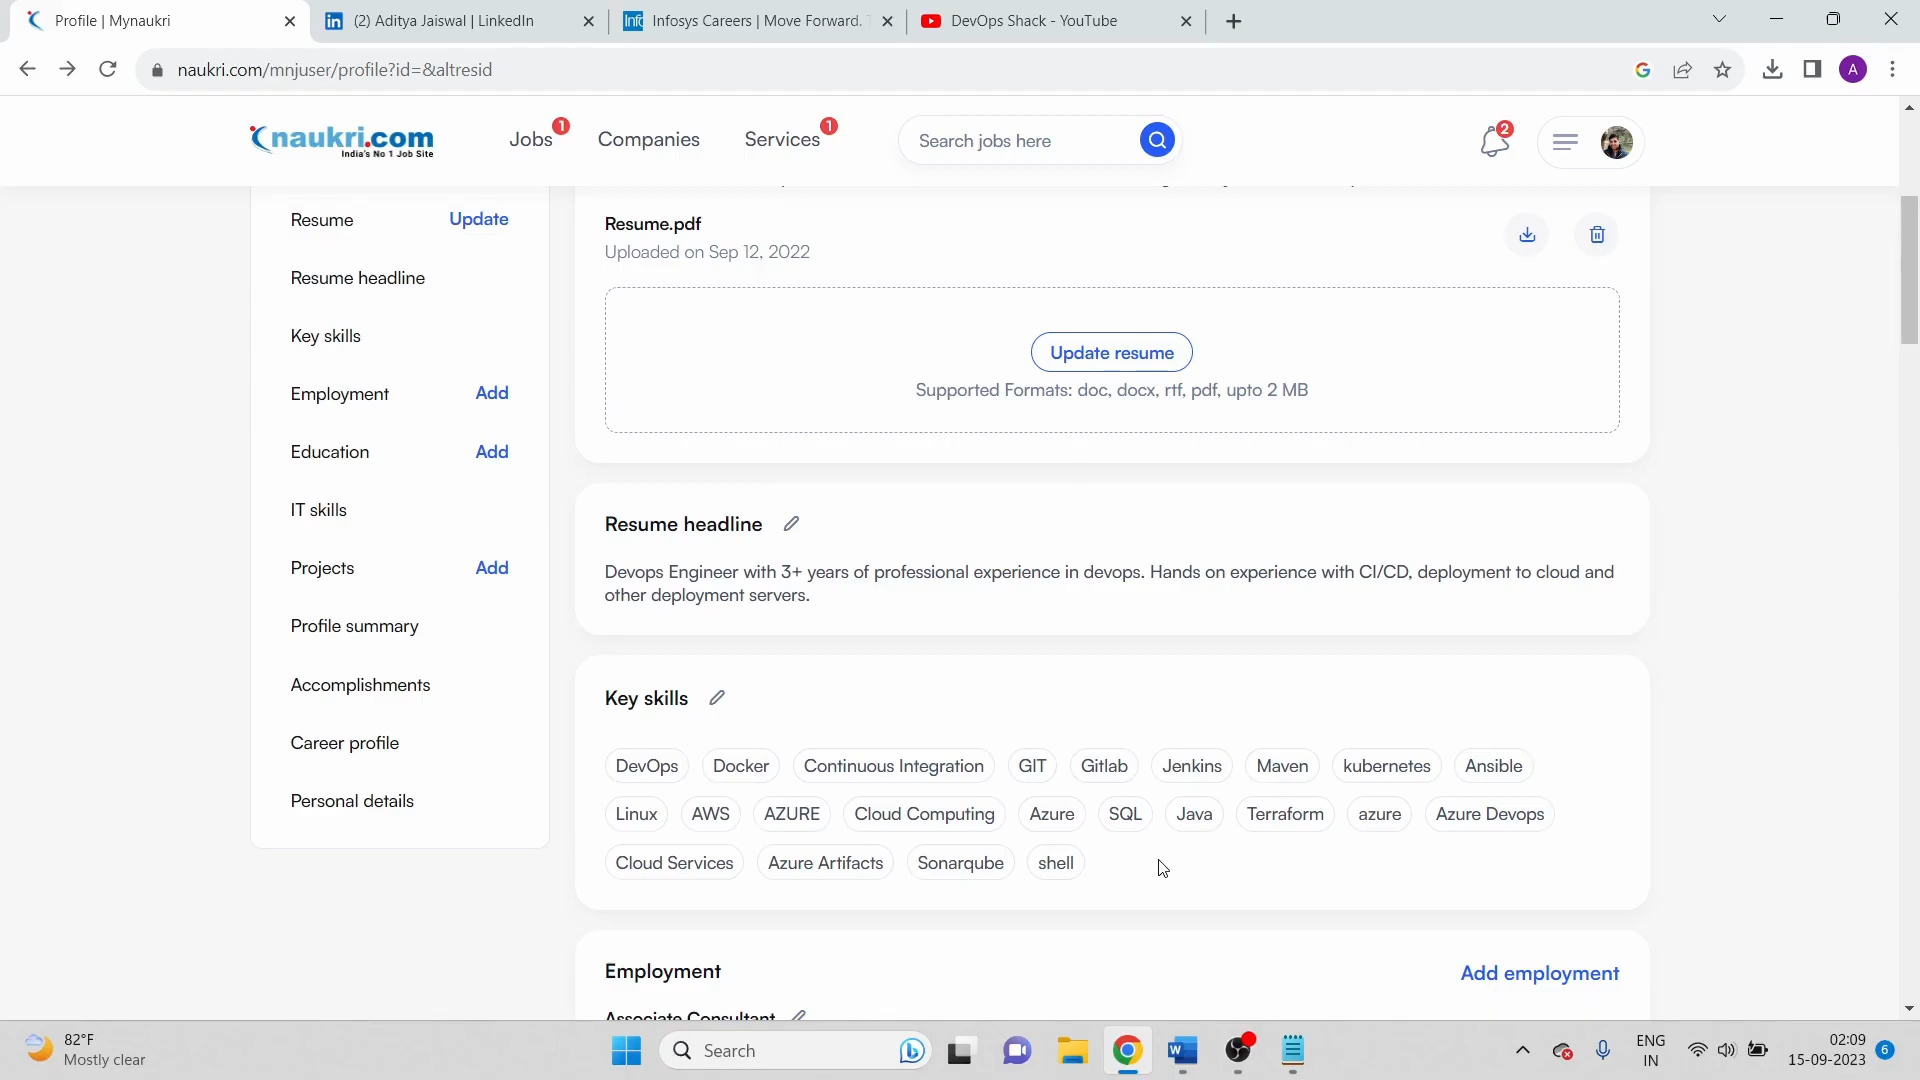 Profile | Mynaukri
(2) Aditya Jaiswal | LinkedIn
Infosys Careers | Move Forward.
DevOps Shack - YouTube
naukri.com/mnjuser/profile?id=&altresid
A
naukri.com
India's No 1 Job Site
Jobs
1
Companies
Services
1
Search jobs here
2
Resume
Update
Resume headline
Key skills
Employment
Add
Education
Add
IT skills
Projects
Add
Profile summary
Accomplishments
Career profile
Personal details
Resume.pdf
Uploaded on Sep 12, 2022
Update resume
Supported Formats: doc, docx, rtf, pdf, upto 2 MB
Resume headline
Devops Engineer with 3+ years of professional experience in devops. Hands on experience with CI/CD, deployment to cloud and
other deployment servers.
Key skills
DevOps Docker Continuous Integration GIT Gitlab Jenkins Maven kubernetes Ansible
Linux AWS AZURE Cloud Computing Azure SQL Java Terraform azure Azure Devops
Cloud Services Azure Artifacts Sonarqube shell
Employment
Add employment
Associate Consultant
82°F
Mostly clear
Search
ENG
IN
02:09
15-09-2023
6